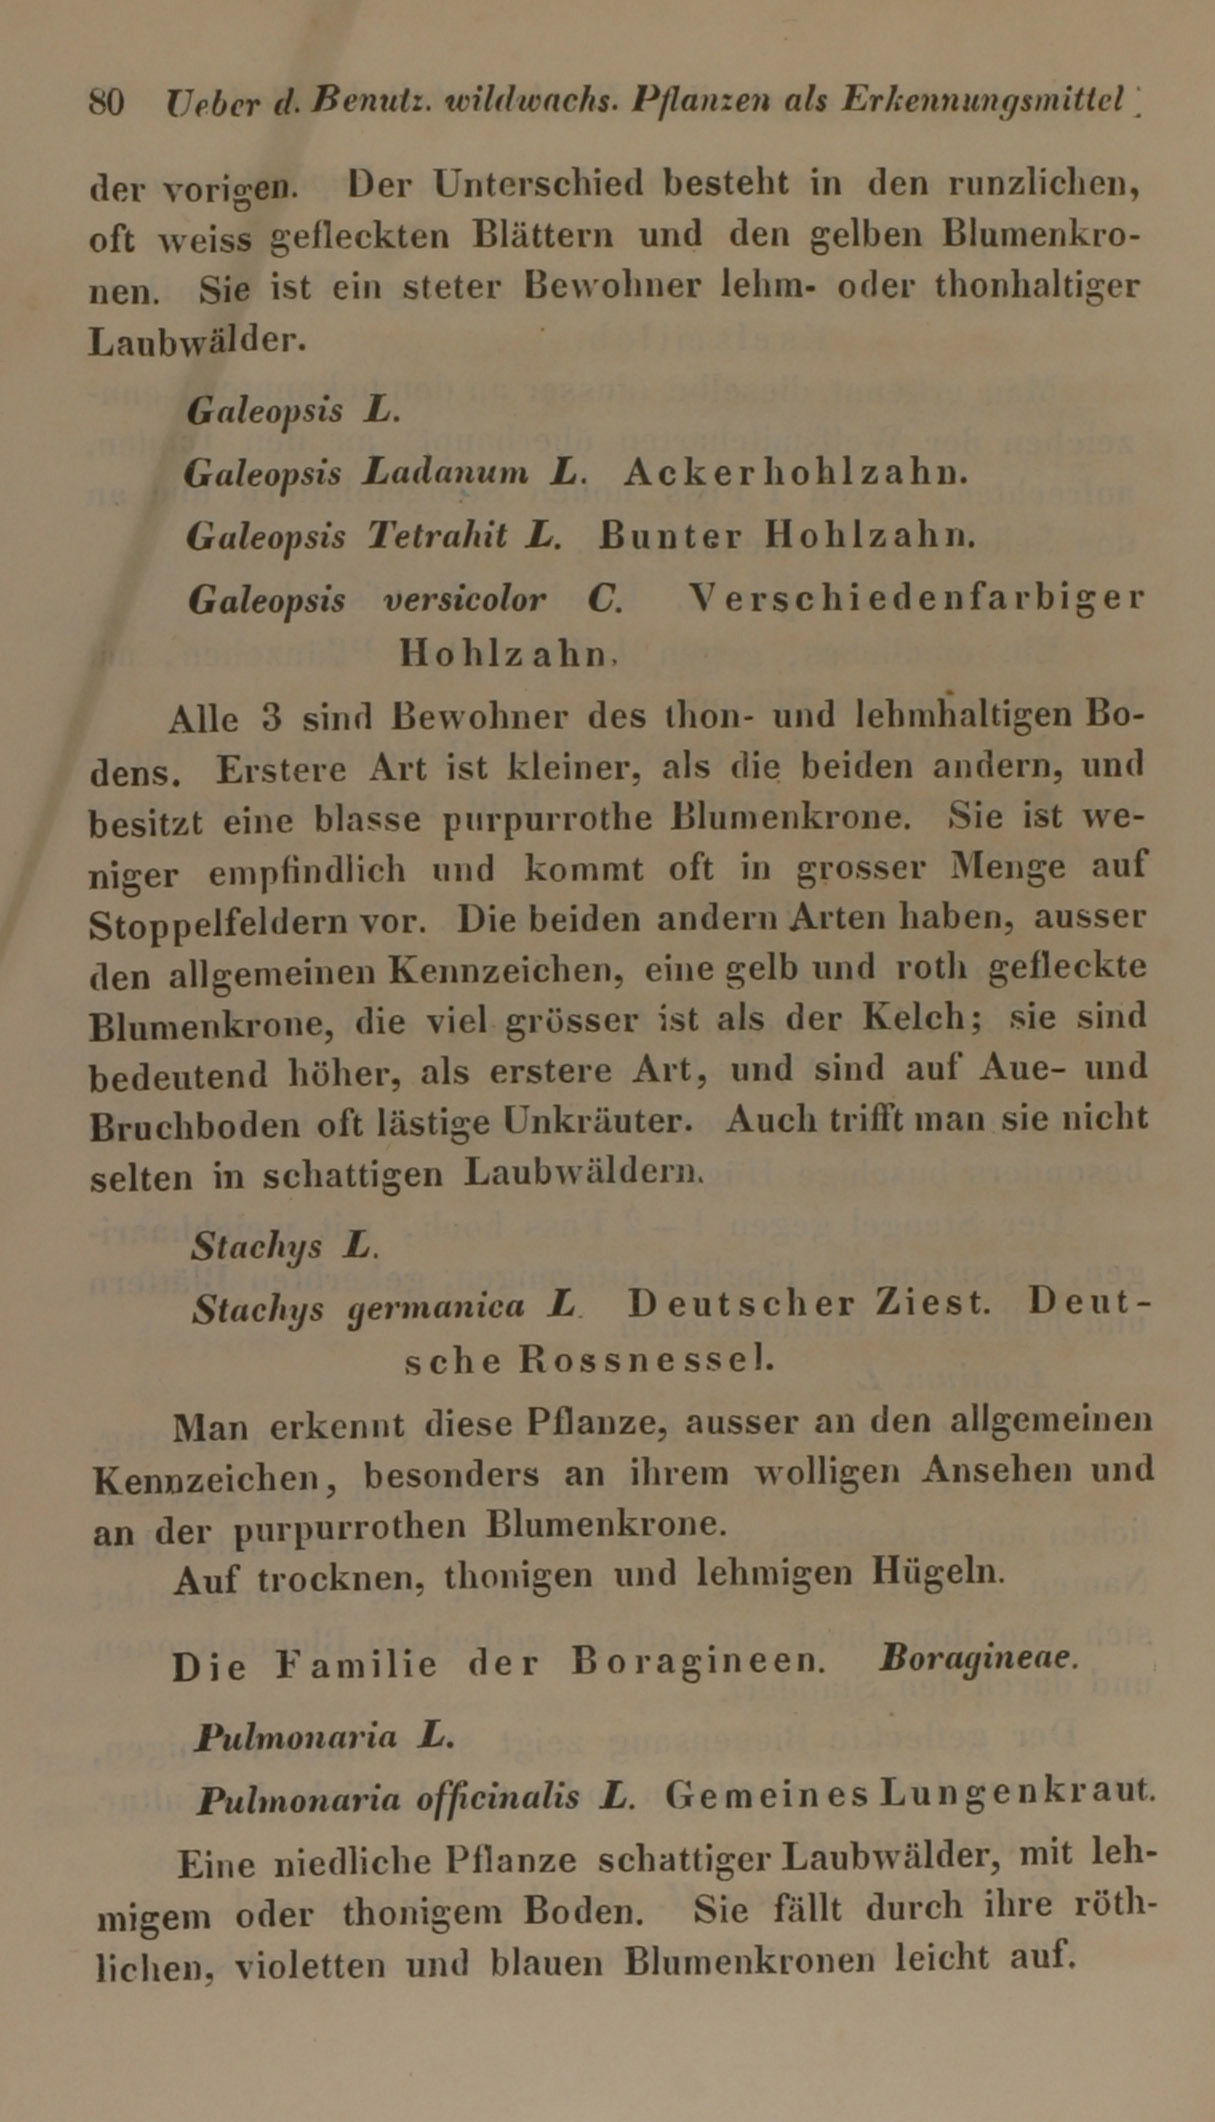 80 Ueber d. Benutz. wildwachs. Pflanzen als Erkennungsmittel
der vorigen. Der Unterschied besteht in den runzlichen,
oft weiss gefleckten Blättern und den gelben Blumenkro-
nen. Sie ist ein steter Bewohner lehm- oder thonhaltiger
Laubwälder.
Galeopsis L.
Galeopsis Ladanum L. Ackerhohlzahn.
Galeopsis Tetrahit L. Bunter Hohlzahn.
Galeopsis versicolor C. Verschiedenfarbiger
Hohlzahn.
Alle 3 sind Bewohner des thon- und lehmhaltigen Bo-
dens. Erstere Art ist kleiner, als die beiden andern, und
besitzt eine blasse purpurrothe Blumenkrone. Sie ist we-
niger empfindlich und kommt oft in grosser Menge auf
Stoppelfeldern vor. Die beiden andern Arten haben, ausser
den allgemeinen Kennzeichen, eine gelb und roth gefleckte
Blumenkrone, die viel grösser ist als der Kelch; sie sind
bedeutend höher, als erstere Art, und sind auf Aue- und
Bruchboden oft lästige Unkräuter. Auch trifft man sie nicht
selten in schattigen Laubwäldern.
Stachys L.
Stachys germanica L. Deutscher Ziest. Deut-
sche Rossnessel.
Man erkennt diese Pflanze, ausser an den allgemeinen
Kennzeichen, besonders an ihrem wolligen Ansehen und
an der purpurrothen Blumenkrone.
Auf trocknen, thonigen und lehmigen Hügeln.
Die Familie der Boragineen. Boragineae.
Pulmonaria L.
Pulmonaria officinalis L. Gemeines Lungenkraut.
Eine niedliche Pflanze schattiger Laubwälder, mit leh-
migem oder thonigem Boden. Sie fällt durch ihre röth-
lichen, violetten und blauen Blumenkronen leicht auf.